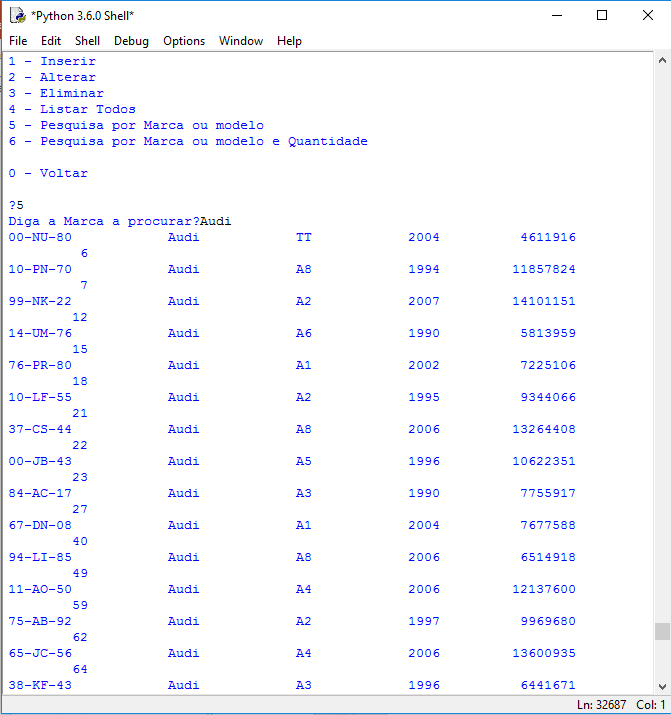 *Python 3.6.0 Shell*
File Edit Shell Debug Options Window Help
1 - Inserir
2 - Alterar
3 - Eliminar
4 - Listar Todos
5 - Pesquisa por Marca ou modelo
6 - Pesquisa por Marca ou modelo e Quantidade
0 - Voltar
?5
Diga a Marca a procurar?Audi
00-NU-80 Audi TT 2004 4611916
6
10-PN-70 Audi A8 1994 11857824
7
99-NK-22 Audi A2 2007 14101151
12
14-UM-76 Audi A6 1990 5813959
15
76-PR-80 Audi A1 2002 7225106
18
10-LF-55 Audi A2 1995 9344066
21
37-CS-44 Audi A8 2006 13264408
22
00-JB-43 Audi A5 1996 10622351
23
84-AC-17 Audi A3 1990 7755917
27
67-DN-08 Audi A1 2004 7677588
40
94-LI-85 Audi A8 2006 6514918
49
11-AO-50 Audi A4 2006 12137600
59
75-AB-92 Audi A2 1997 9969680
62
65-JC-56 Audi A4 2006 13600935
64
38-KF-43 Audi A3 1996 6441671
Ln: 32687 Col: 1